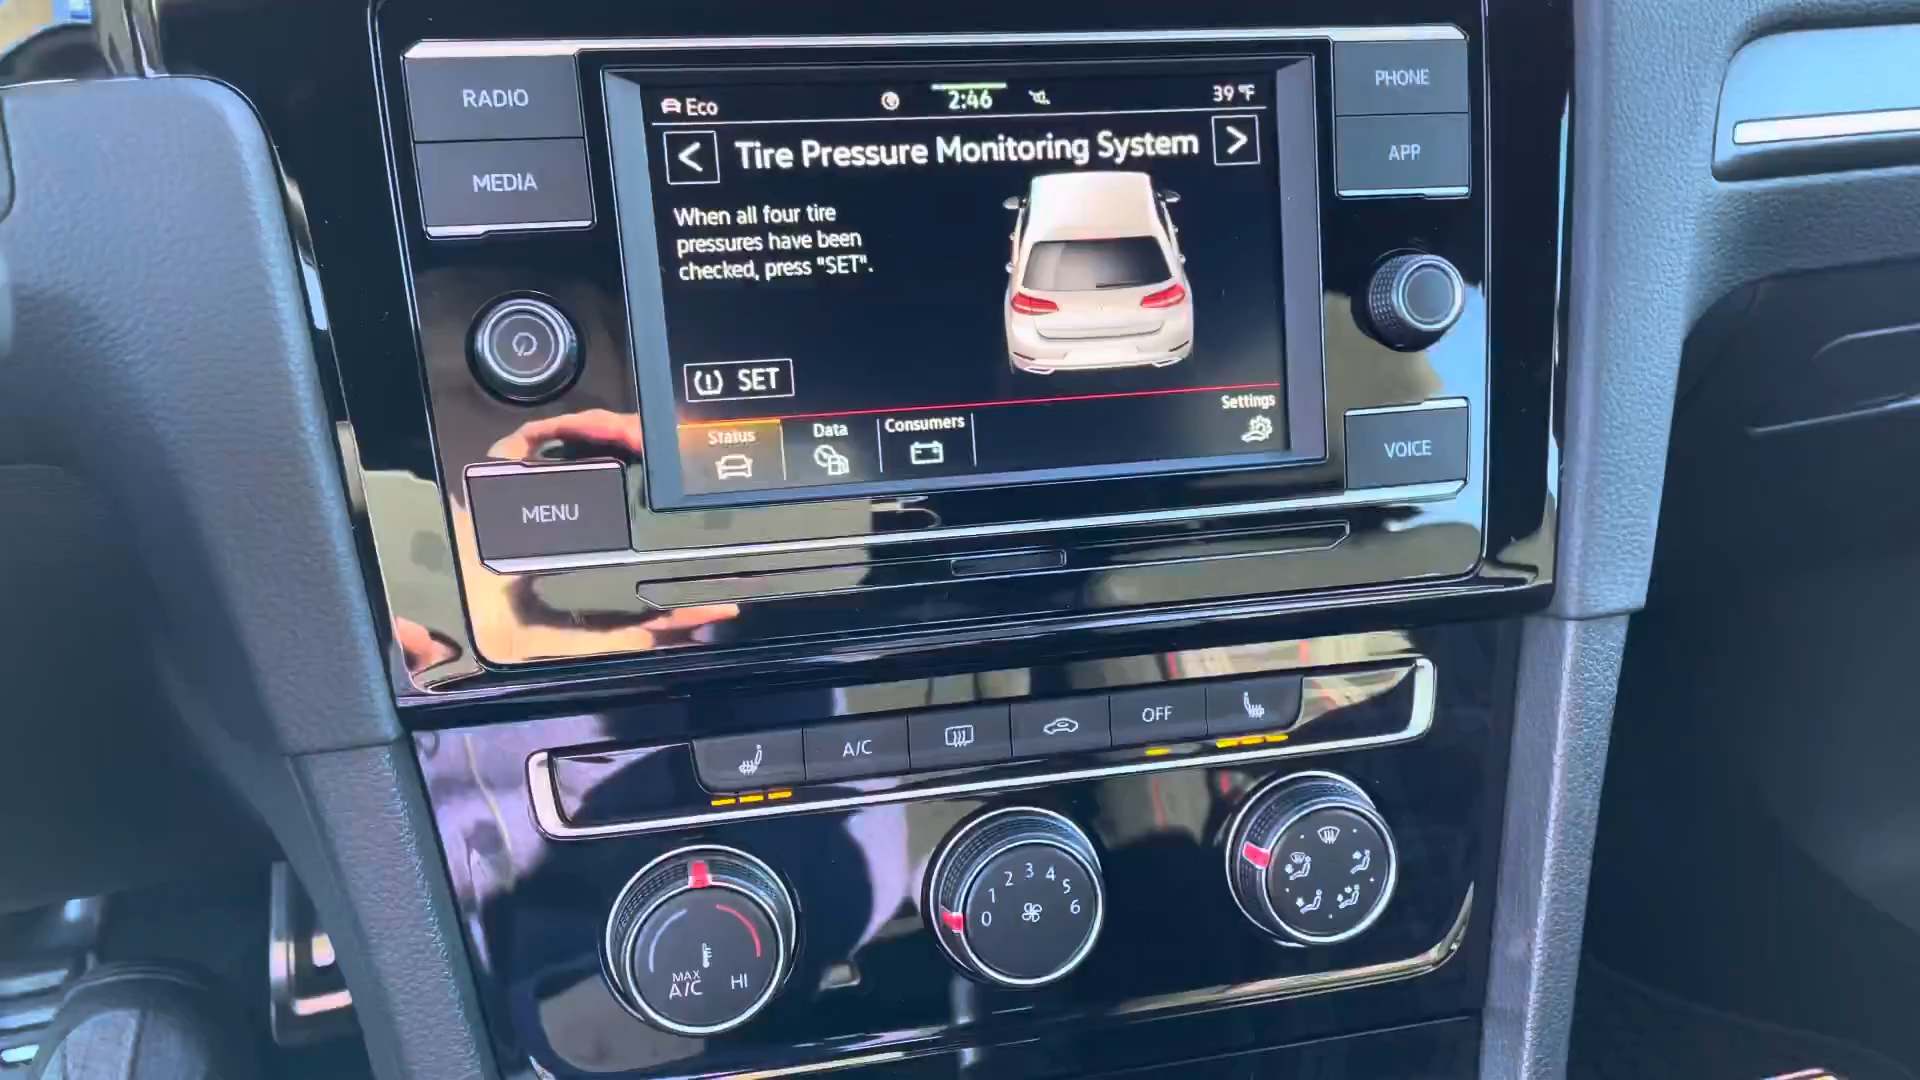 RADIO
MEDIA
MENU
Eco
2:46
39 °F
<
Tire Pressure Monitoring System
>
When all four tire
pressures have been
checked, press "SET".
(!) SET
Status
Data
Consumers
Settings
PHONE
APP
VOICE
A/C
OFF
MAX
A/C
HI
0
1
2
3
4
5
6